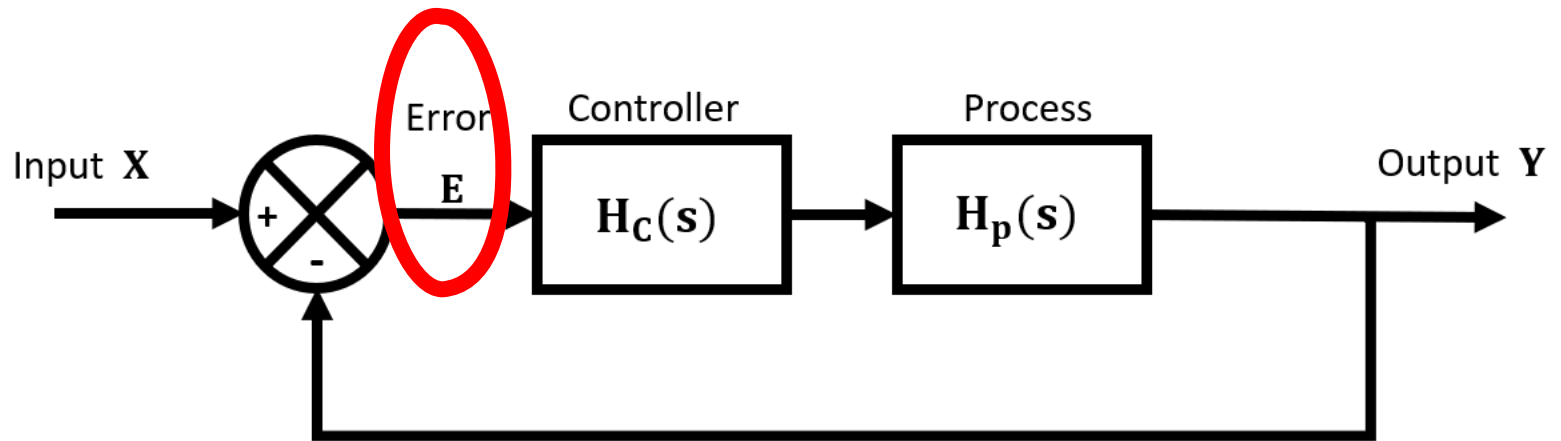 Input X
+
-
Error
E
Controller
H_C(s)
Process
H_p(s)
Output Y